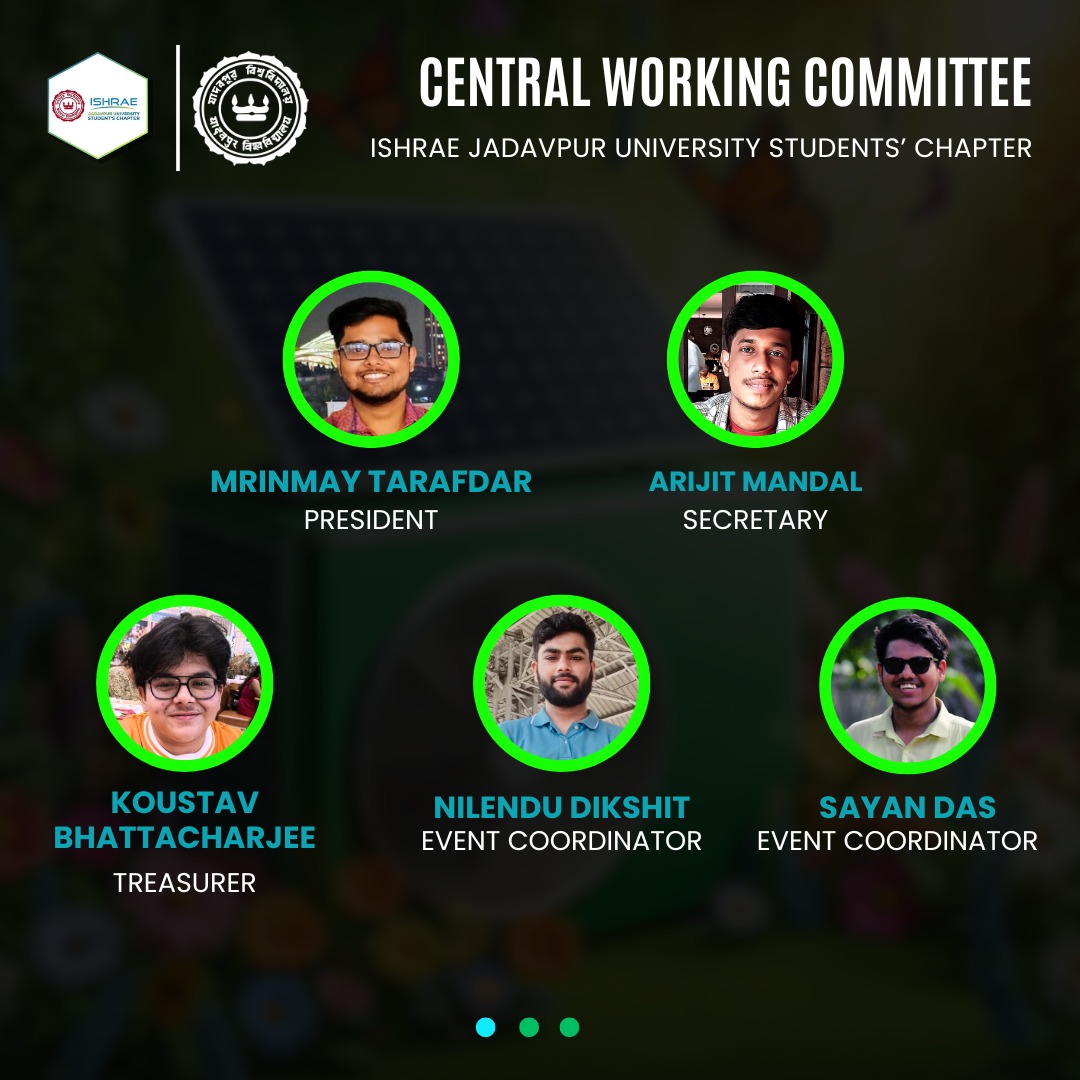 ISHRAE
JADAVPUR UNIVERSITY
STUDENT'S CHAPTER
যাদবপুর বিশ্ববিদ্যালয়
CENTRAL WORKING COMMITTEE
ISHRAE JADAVPUR UNIVERSITY STUDENTS’ CHAPTER
MRINMAY TARAFDAR
PRESIDENT
ARIJIT MANDAL
SECRETARY
KOUSTAV
BHATTACHARJEE
TREASURER
NILENDU DIKSHIT
EVENT COORDINATOR
SAYAN DAS
EVENT COORDINATOR